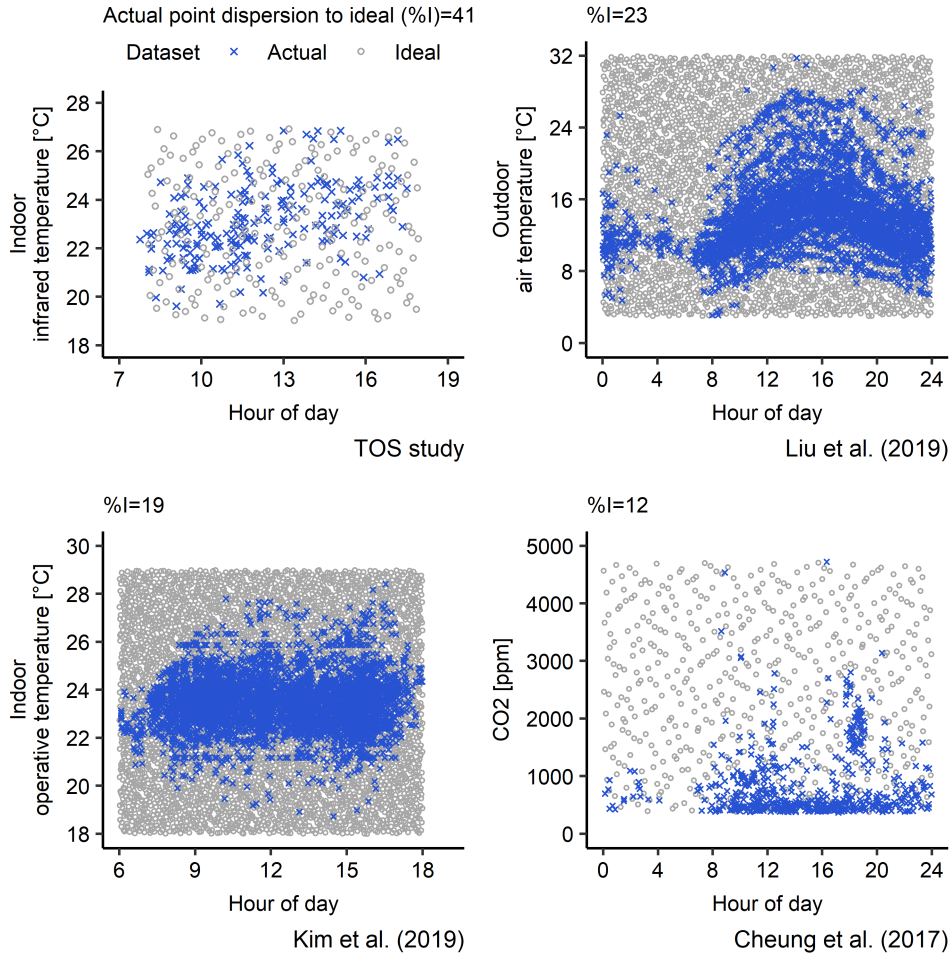 Actual point dispersion to ideal (%I)=41
Dataset × Actual ○ Ideal
Indoor
infrared temperature [°C]
28
26
24
22
20
18
7 10 13 16 19
Hour of day
TOS study
%I=23
Outdoor
air temperature [°C]
32
24
16
8
0
0 4 8 12 16 20 24
Hour of day
Liu et al. (2019)
%I=19
Indoor
operative temperature [°C]
30
28
26
24
22
20
18
6 9 12 15 18
Hour of day
Kim et al. (2019)
%I=12
CO2 [ppm]
5000
4000
3000
2000
1000
0
0 4 8 12 16 20 24
Hour of day
Cheung et al. (2017)